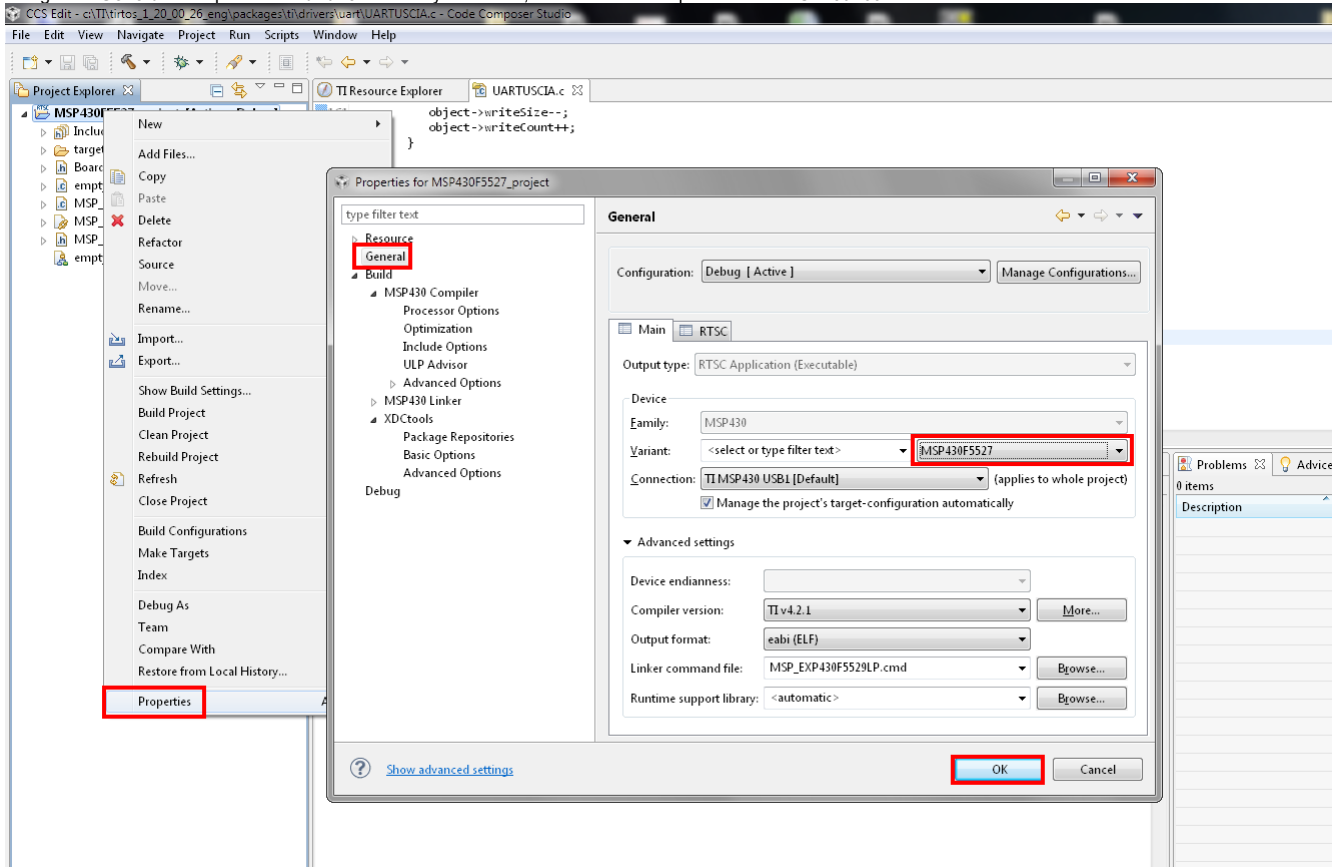 CCS Edit - c:\TI\tirtos_1_20_00_26_eng\packages\ti\drivers\uart\UARTUSCIA.c - Code Composer Studio
File Edit View Navigate Project Run Scripts Window Help
Project Explorer
TI Resource Explorer
UARTUSCIA.c
object->writeSize--;
object->writeCount++;
}
Includ
target
Board
empt
MSP_
MSP_
MSP_
empt
New
Add Files...
Copy
Paste
Delete
Refactor
Source
Move...
Rename...
Import...
Export...
Show Build Settings...
Build Project
Clean Project
Rebuild Project
Refresh
Close Project
Build Configurations
Make Targets
Index
Debug As
Team
Compare With
Restore from Local History...
Properties
Properties for MSP430F5527_project
type filter text
Resource
General
Build
MSP430 Compiler
Processor Options
Optimization
Include Options
ULP Advisor
Advanced Options
MSP430 Linker
XDCtools
Package Repositories
Basic Options
Advanced Options
Debug
General
Configuration: Debug [ Active ] Manage Configurations...
Main RTSC
Output type: RTSC Application (Executable)
Device
Family: MSP430
Variant: <select or type filter text> MSP430F5527
Connection: TI MSP430 USB1 [Default] (applies to whole project)
Manage the project's target-configuration automatically
Advanced settings
Device endianness:
Compiler version: TI v4.2.1 More...
Output format: eabi (ELF)
Linker command file: MSP_EXP430F5529LP.cmd Browse...
Runtime support library: <automatic> Browse...
Show advanced settings
OK Cancel
Problems Advice
0 items
Description